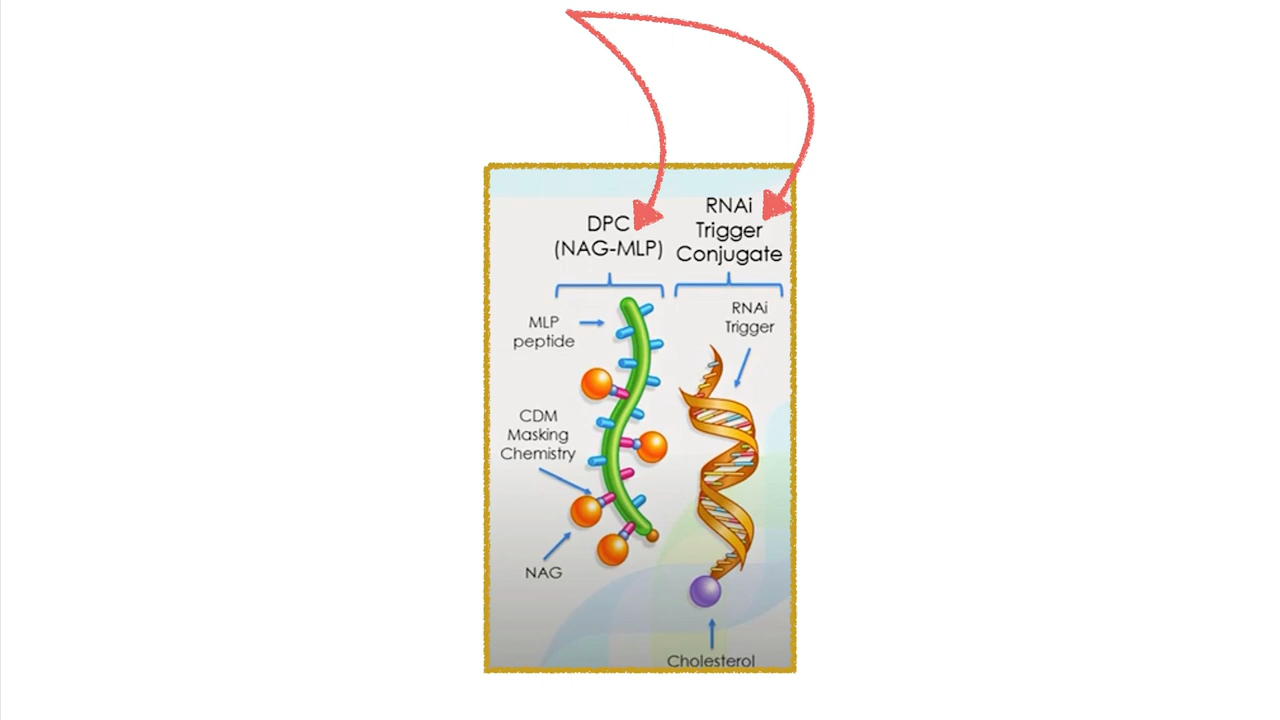 DPC
(NAG-MLP)
RNAi
Trigger
Conjugate
MLP
peptide
RNAi
Trigger
CDM
Masking
Chemistry
NAG
Cholesterol